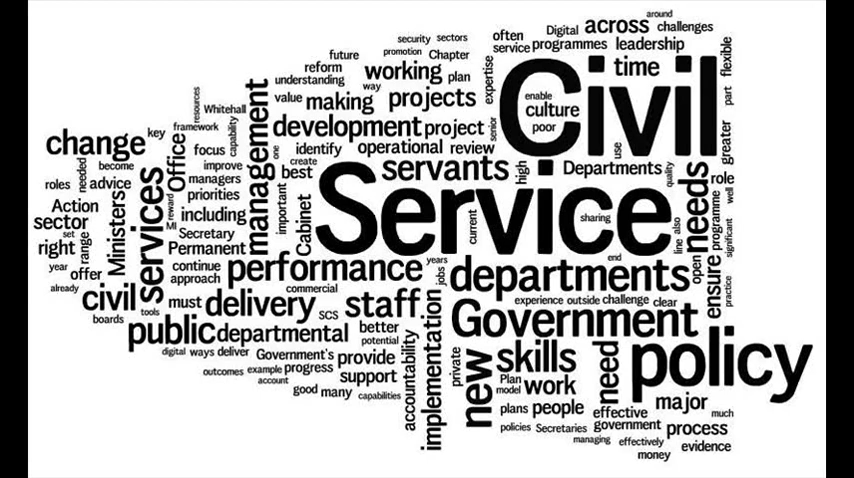 around
Digital across challenges
security sectors often
service programmes leadership
future promotion Chapter
reform working plan expertise time flexible
understanding way
value making projects enable culture poor part
resources Whitehall management development project senior Civil
change key framework capability one identify operational review use greater
Office focus create
become improve best servants high Departments quality
roles needed advice managers role
Action Ministers services reward priorities important Cabinet Service needs programme well
sector MI including current sharing also significant
right range set Secretary line
Permanent
year offer continue performance years end open ensure
already approach jobs departments practice
civil tools commercial
boards must delivery SCS staff experience outside challenge clear
public departmental better implementation Government
potential
digital ways deliver Government's provide accountability private new skills need policy
outcomes example progress
account support Plan model work
good many capabilities major
plans people effective much
policies Secretaries government process
managing effectively evidence
money